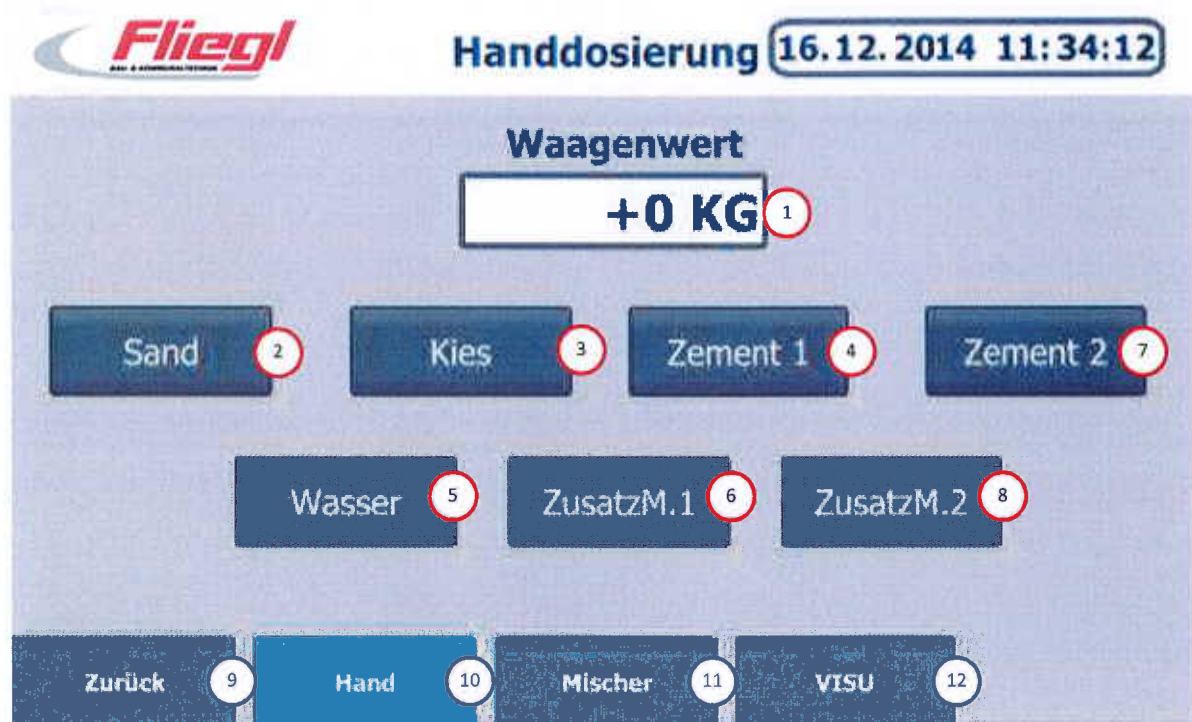 Fliegl
BAU- & KOMMUNALTECHNIK
Handdosierung 16.12.2014 11:34:12
Waagenwert
+0 KG 1
Sand 2 Kies 3 Zement 1 4 Zement 2 7
Wasser 5 ZusatzM.1 6 ZusatzM.2 8
Zurück 9 Hand 10 Mischer 11 VISU 12